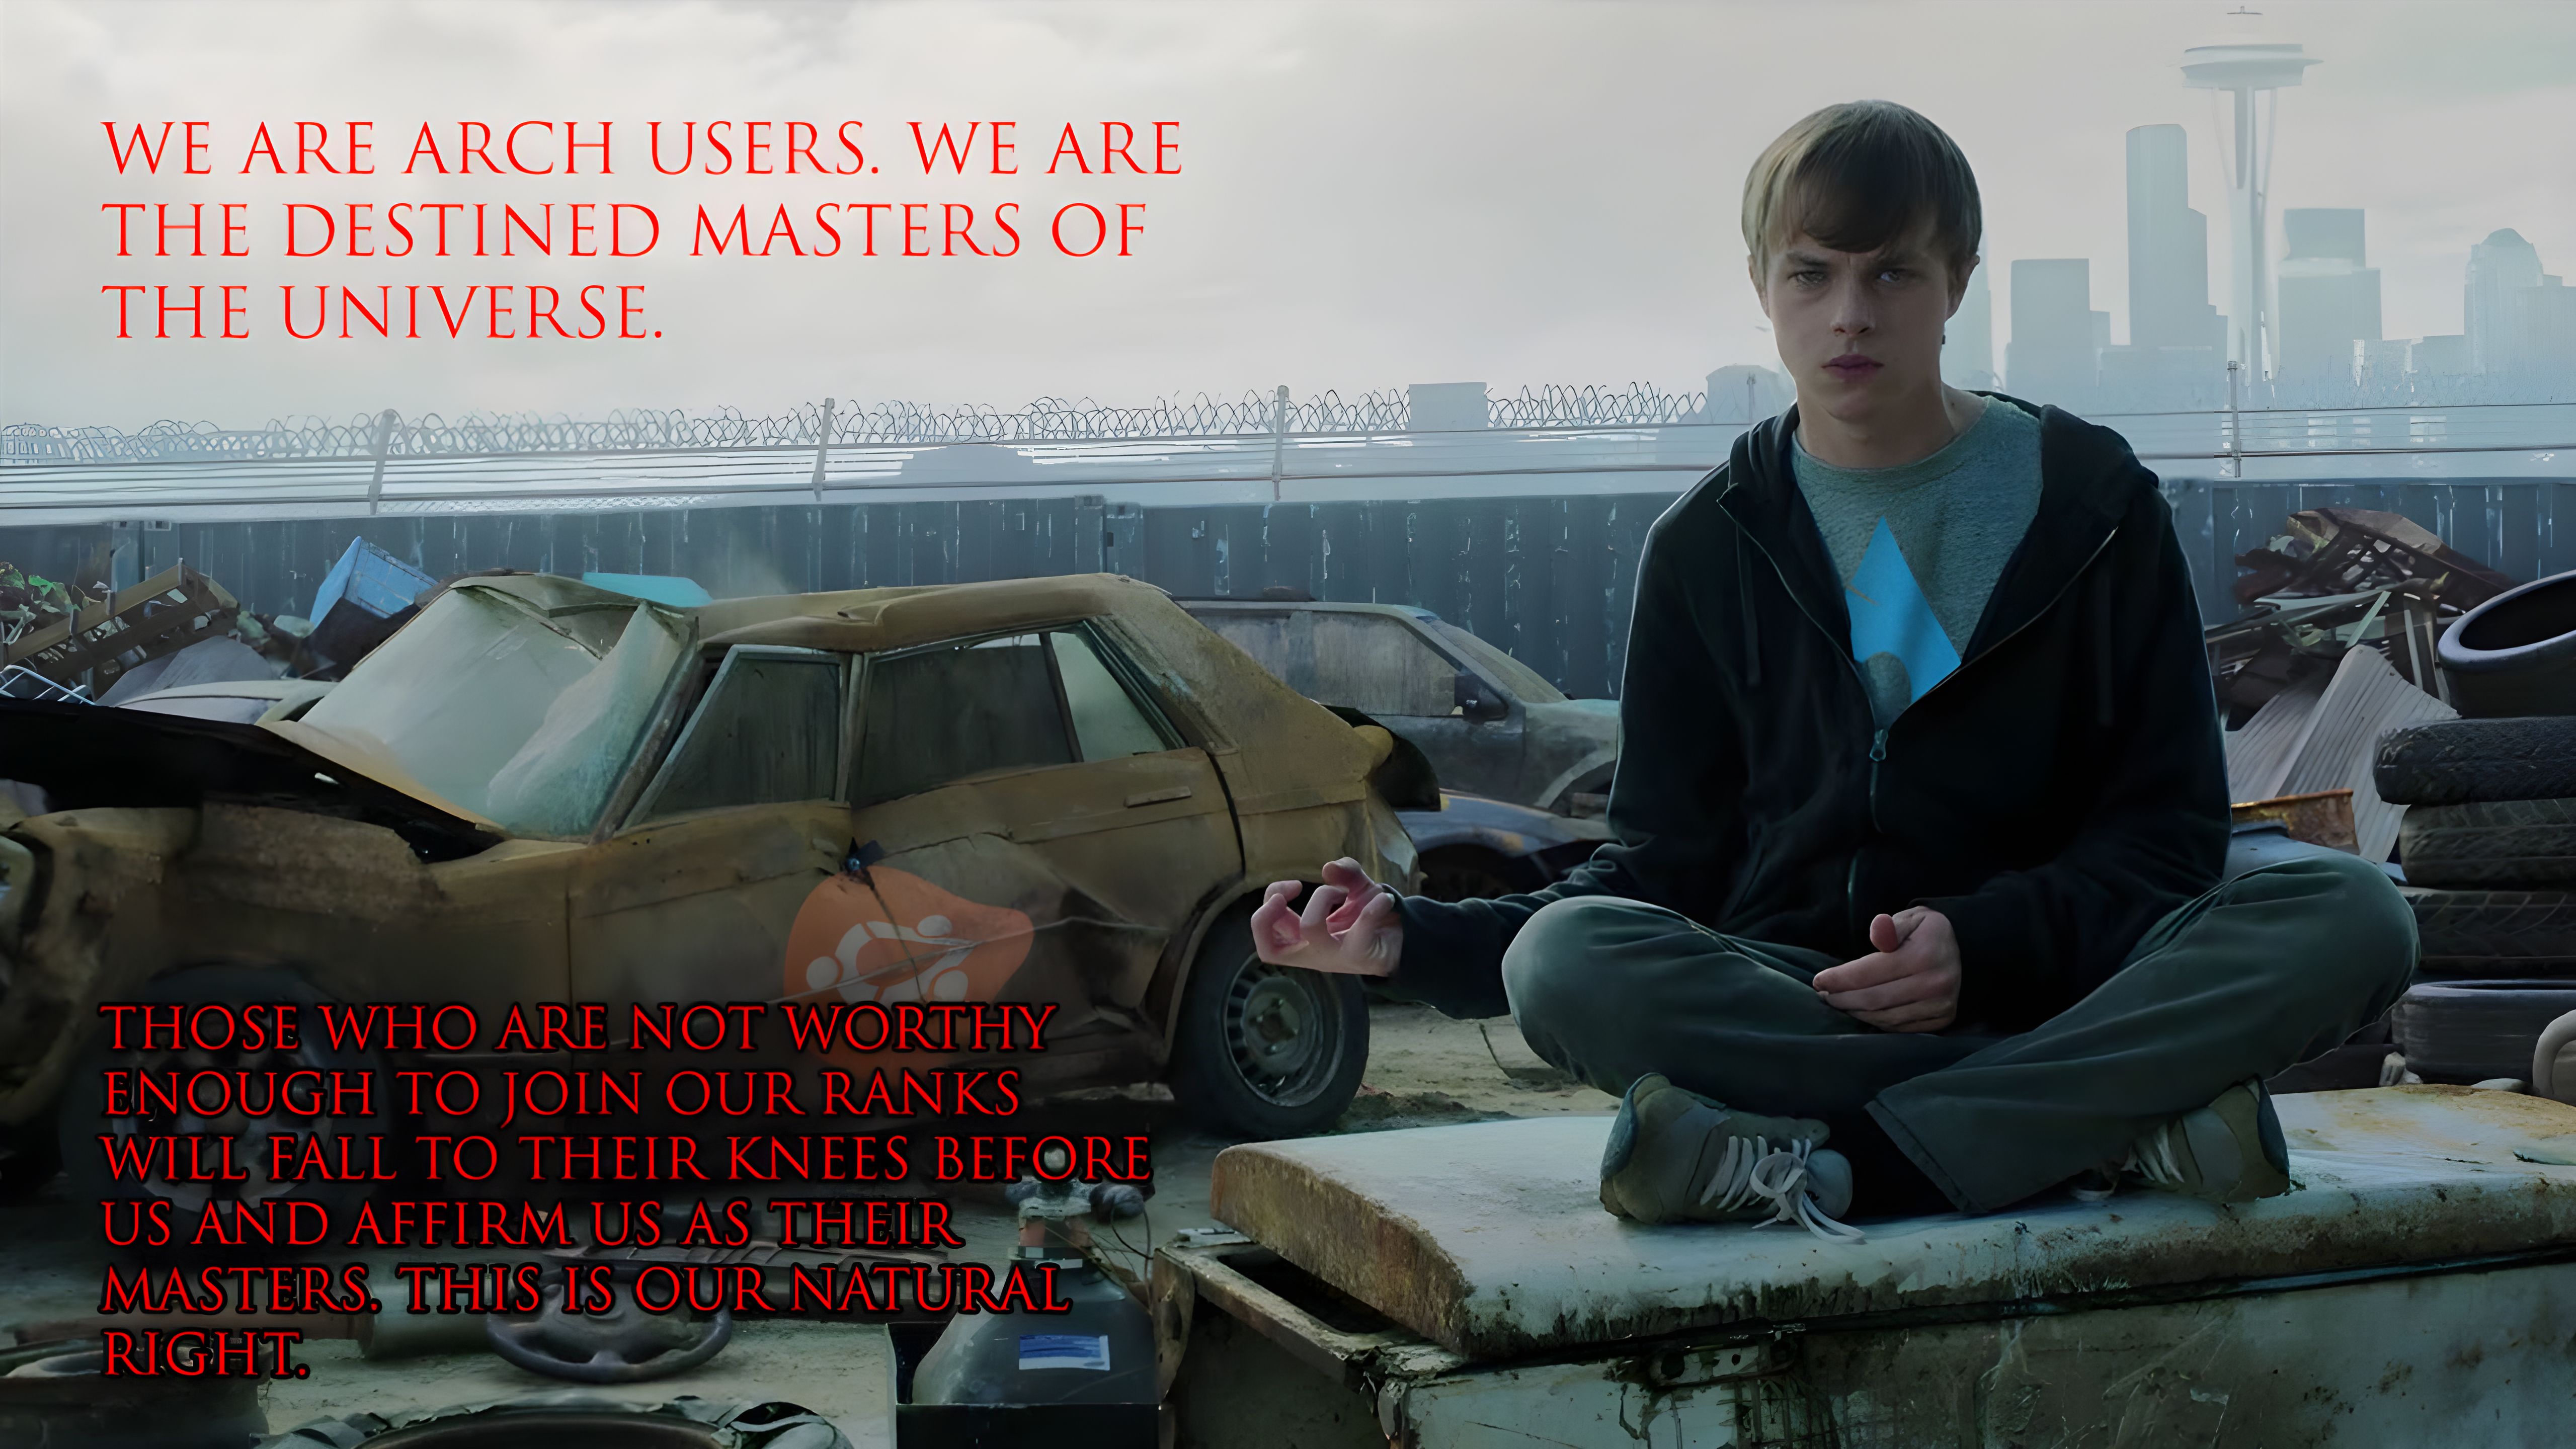 WE ARE ARCH USERS. WE ARE
THE DESTINED MASTERS OF
THE UNIVERSE.
THOSE WHO ARE NOT WORTHY
ENOUGH TO JOIN OUR RANKS
WILL FALL TO THEIR KNEES BEFORE
US AND AFFIRM US AS THEIR
MASTERS. THIS IS OUR NATURAL
RIGHT.